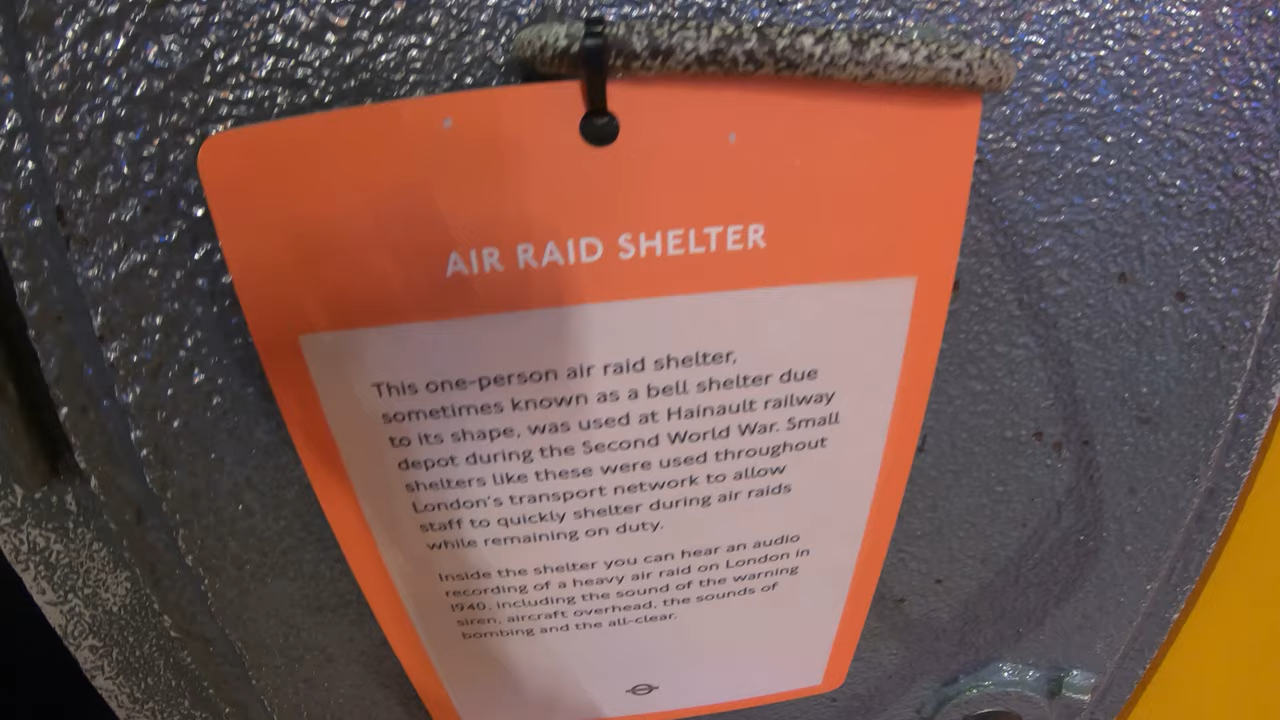 AIR RAID SHELTER
This one-person air raid shelter,
sometimes known as a bell shelter due
to its shape, was used at Hainault railway
depot during the Second World War. Small
shelters like these were used throughout
London's transport network to allow
staff to quickly shelter during air raids
while remaining on duty.
Inside the shelter you can hear an audio
recording of a heavy air raid on London in
1940, including the sound of the warning
siren, aircraft overhead, the sounds of
bombing and the all-clear.